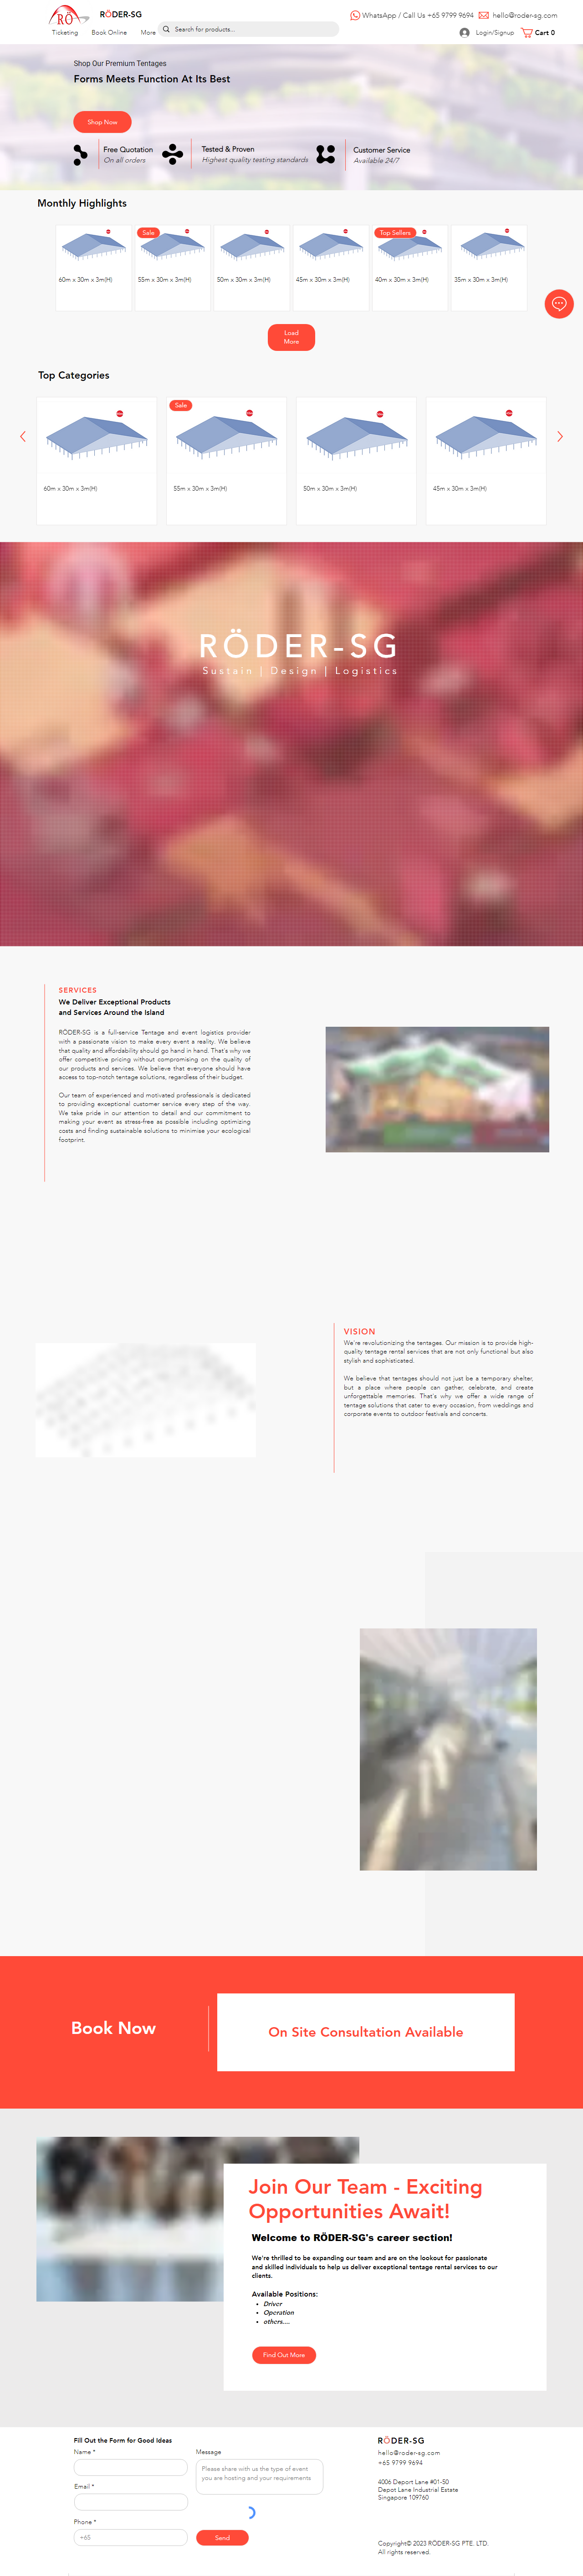 RÖ
RÖDER-SG
WhatsApp / Call Us +65 9799 9694
hello@roder-sg.com
Ticketing
Book Online
More
Search for products...
Login/Signup
Cart 0
Shop Our Premium Tentages
Forms Meets Function At Its Best
Shop Now
Free Quotation
On all orders
Tested & Proven
Highest quality testing standards
Customer Service
Available 24/7
Monthly Highlights
Sale
Top Sellers
60m x 30m x 3m(H)
55m x 30m x 3m(H)
50m x 30m x 3m(H)
45m x 30m x 3m(H)
40m x 30m x 3m(H)
35m x 30m x 3m(H)
Load
More
Top Categories
Sale
60m x 30m x 3m(H)
55m x 30m x 3m(H)
50m x 30m x 3m(H)
45m x 30m x 3m(H)
RÖDER-SG
Sustain | Design | Logistics
SERVICES
We Deliver Exceptional Products
and Services Around the Island
RÖDER-SG is a full-service Tentage and event logistics provider
with a passionate vision to make every event a reality. We believe
that quality and affordability should go hand in hand. That's why we
offer competitive pricing without compromising on the quality of
our products and services. We believe that everyone should have
access to top-notch tentage solutions, regardless of their budget.
Our team of experienced and motivated professionals is dedicated
to providing exceptional customer service every step of the way.
We take pride in our attention to detail and our commitment to
making your event as stress-free as possible including optimizing
costs and finding sustainable solutions to minimise your ecological
footprint.
VISION
We're revolutionizing the tentages. Our mission is to provide high-
quality tentage rental services that are not only functional but also
stylish and sophisticated.
We believe that tentages should not just be a temporary shelter,
but a place where people can gather, celebrate, and create
unforgettable memories. That's why we offer a wide range of
tentage solutions that cater to every occasion, from weddings and
corporate events to outdoor festivals and concerts.
Book Now
On Site Consultation Available
Join Our Team - Exciting
Opportunities Await!
Welcome to RÖDER-SG's career section!
We're thrilled to be expanding our team and are on the lookout for passionate
and skilled individuals to help us deliver exceptional tentage rental services to our
clients.
Available Positions:
• Driver
• Operation
• others....
Find Out More
Fill Out the Form for Good Ideas
Name *
Message
Please share with us the type of event
you are hosting and your requirements
Email *
Phone *
+65
Send
RÖDER-SG
hello@roder-sg.com
+65 9799 9694
4006 Deport Lane #01-50
Depot Lane Industrial Estate
Singapore 109760
Copyright© 2023 RÖDER-SG PTE. LTD.
All rights reserved.